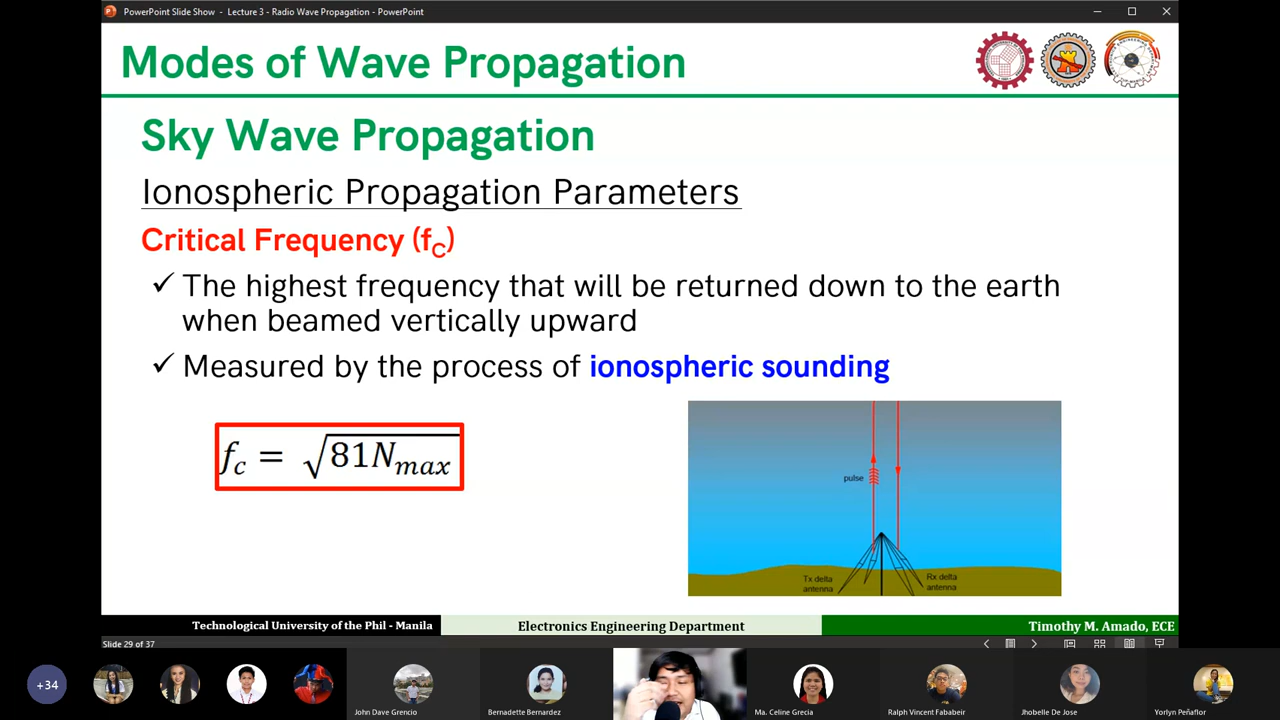 PowerPoint Slide Show - Lecture 3 - Radio Wave Propagation - PowerPoint
Modes of Wave Propagation
Sky Wave Propagation
Ionospheric Propagation Parameters
Critical Frequency (fC)
✓ The highest frequency that will be returned down to the earth
when beamed vertically upward
✓ Measured by the process of ionospheric sounding
fc = √81Nmax
pulse
Tx delta
antenna
Rx delta
antenna
Technological University of the Phil - Manila
Electronics Engineering Department
Timothy M. Amado, ECE
Slide 29 of 37
+34
John Dave Grencio
Bernadette Bernardez
Ma. Celine Grecia
Ralph Vincent Fababeir
Jhobelle De Jose
Yorlyn Peñaflor